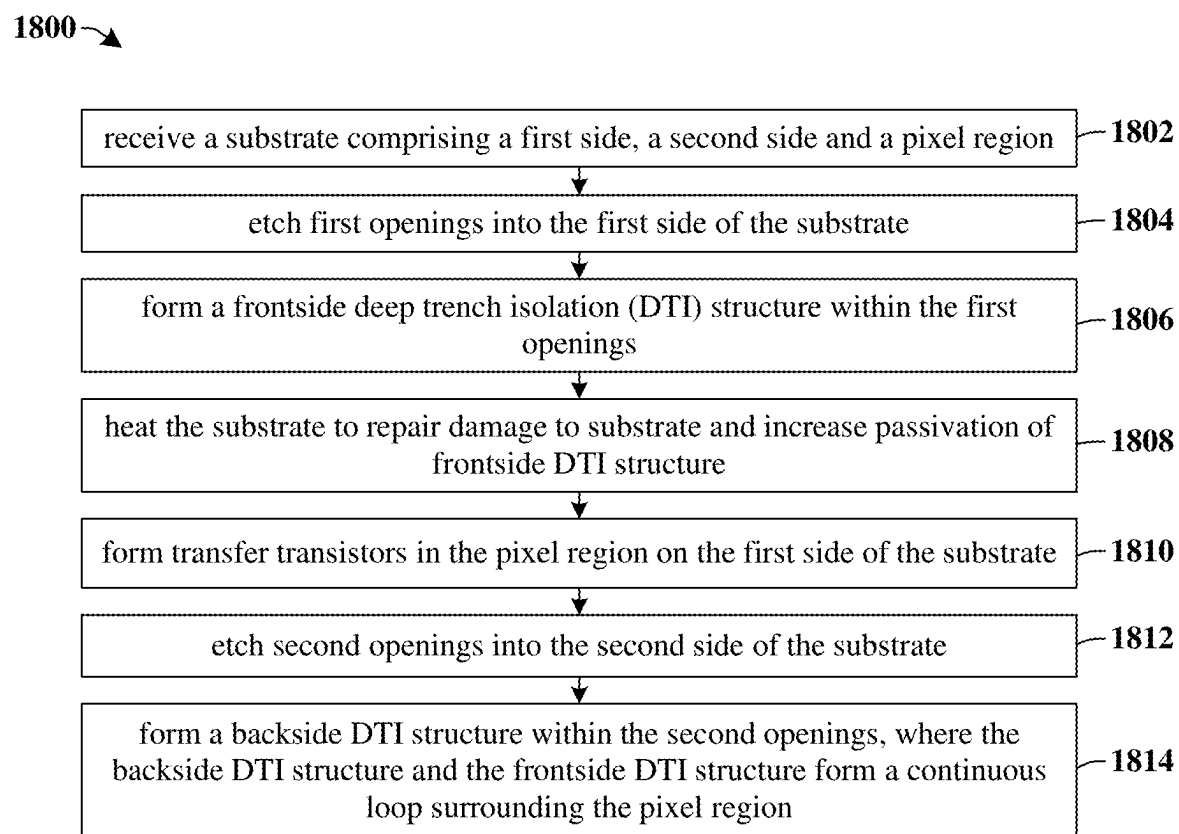 1800
receive a substrate comprising a first side, a second side and a pixel region
1802
etch first openings into the first side of the substrate
1804
form a frontside deep trench isolation (DTI) structure within the first
openings
1806
heat the substrate to repair damage to substrate and increase passivation of
frontside DTI structure
1808
form transfer transistors in the pixel region on the first side of the substrate
1810
etch second openings into the second side of the substrate
1812
form a backside DTI structure within the second openings, where the
backside DTI structure and the frontside DTI structure form a continuous
loop surrounding the pixel region
1814